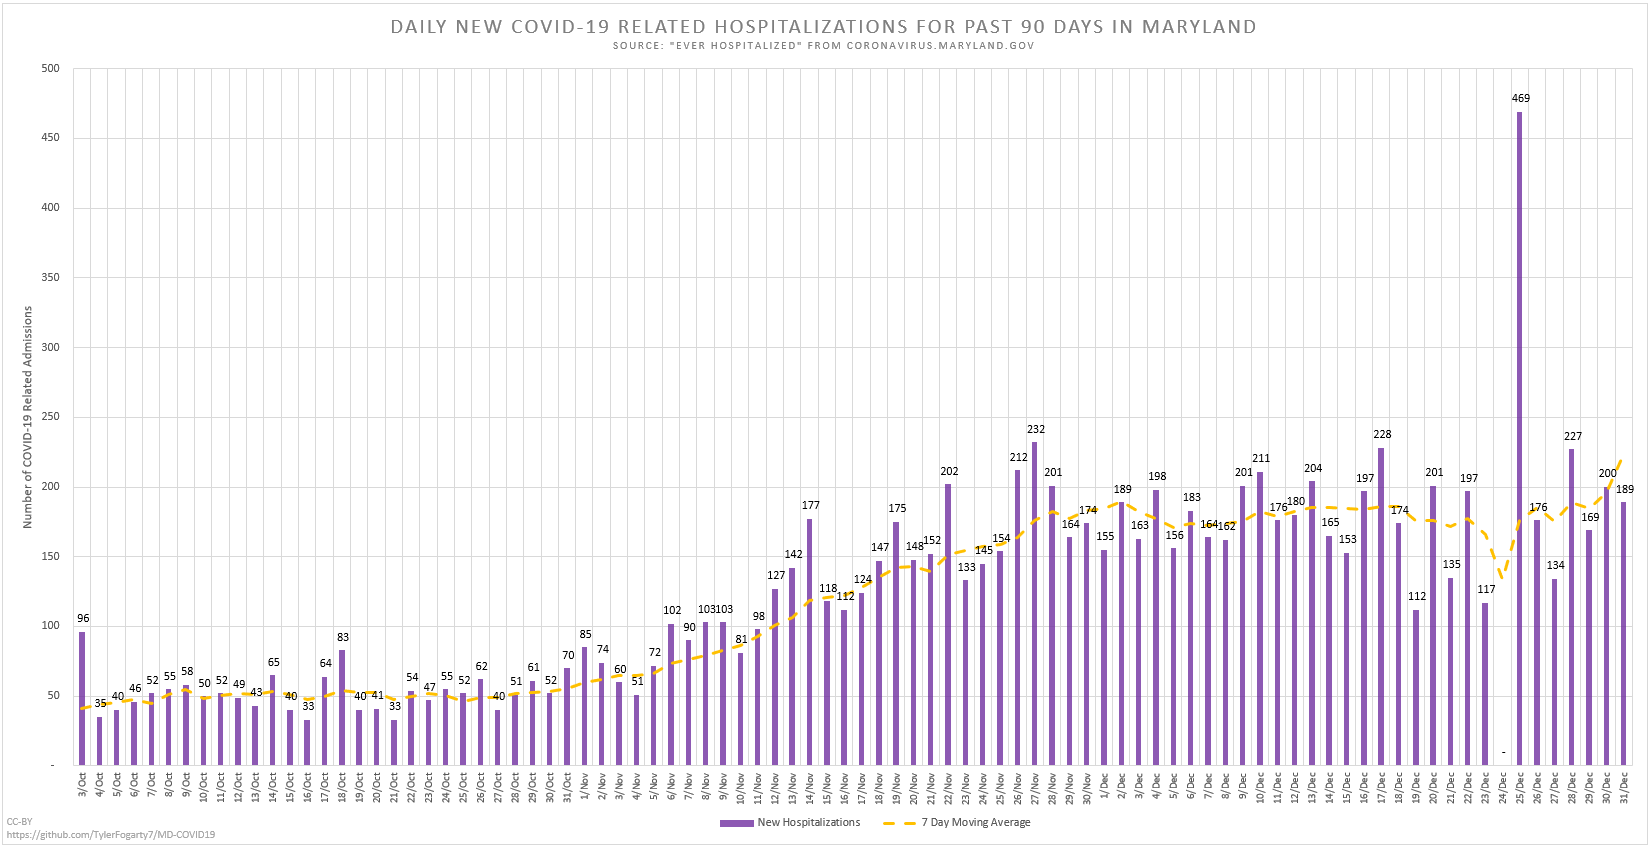 DAILY NEW COVID-19 RELATED HOSPITALIZATIONS FOR PAST 90 DAYS IN MARYLAND
SOURCE: "EVER HOSPITALIZED" FROM CORONAVIRUS.MARYLAND.GOV
Number of COVID-19 Related Admissions
500
450
400
350
300
250
200
150
100
50
-
96
35
40
46
52
55
58
50
52
49
43
65
40
33
64
83
40
41
33
54
47
55
52
62
40
51
61
52
70
85
74
60
51
72
102
90
103
103
81
98
127
142
177
118
112
124
147
175
148
152
202
133
145
154
212
232
201
164
174
155
189
163
198
156
183
164
162
201
211
176
180
204
165
153
197
228
174
112
201
135
197
117
-
469
176
134
227
169
200
189
3/Oct
4/Oct
5/Oct
6/Oct
7/Oct
8/Oct
9/Oct
10/Oct
11/Oct
12/Oct
13/Oct
14/Oct
15/Oct
16/Oct
17/Oct
18/Oct
19/Oct
20/Oct
21/Oct
22/Oct
23/Oct
24/Oct
25/Oct
26/Oct
27/Oct
28/Oct
29/Oct
30/Oct
31/Oct
1/Nov
2/Nov
3/Nov
4/Nov
5/Nov
6/Nov
7/Nov
8/Nov
9/Nov
10/Nov
11/Nov
12/Nov
13/Nov
14/Nov
15/Nov
16/Nov
17/Nov
18/Nov
19/Nov
20/Nov
21/Nov
22/Nov
23/Nov
24/Nov
25/Nov
26/Nov
27/Nov
28/Nov
29/Nov
30/Nov
1/Dec
2/Dec
3/Dec
4/Dec
5/Dec
6/Dec
7/Dec
8/Dec
9/Dec
10/Dec
11/Dec
12/Dec
13/Dec
14/Dec
15/Dec
16/Dec
17/Dec
18/Dec
19/Dec
20/Dec
21/Dec
22/Dec
23/Dec
24/Dec
25/Dec
26/Dec
27/Dec
28/Dec
29/Dec
30/Dec
31/Dec
New Hospitalizations
7 Day Moving Average
CC-BY
https://github.com/TylerFogarty7/MD-COVID19